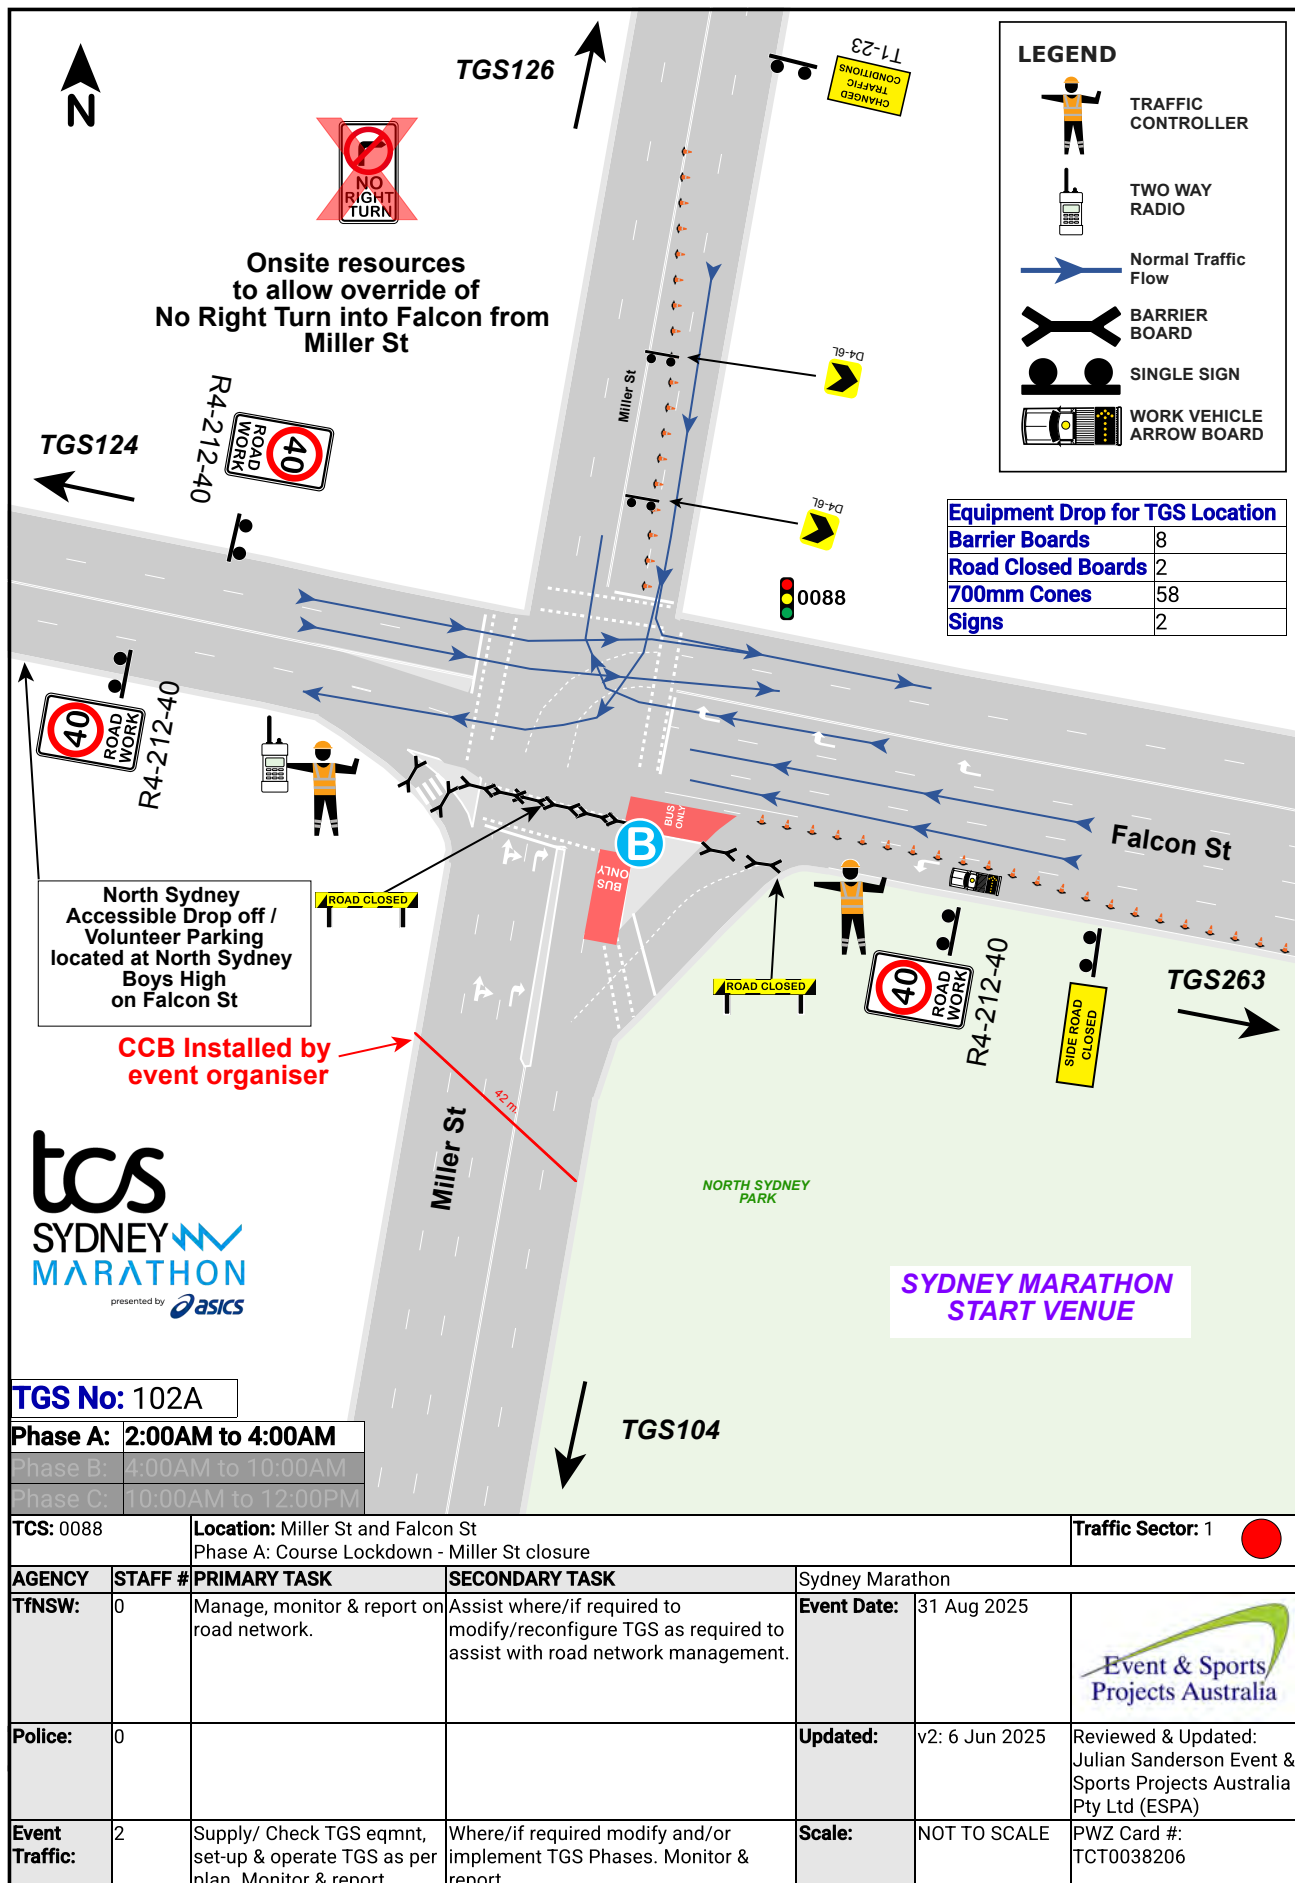 TGS126
T1-23
CHANGED
TRAFFIC
CONDITIONS
N
NO
RIGHT
TURN
Onsite resources
to allow override of
No Right Turn into Falcon from
Miller St
LEGEND
TRAFFIC
CONTROLLER
TWO WAY
RADIO
Normal Traffic
Flow
BARRIER
BOARD
SINGLE SIGN
WORK VEHICLE
ARROW BOARD
Miller St
D4-6L
D4-6L
TGS124
R4-212-40
40
ROAD
WORK
Equipment Drop for TGS Location
Barrier Boards 8
Road Closed Boards 2
700mm Cones 58
Signs 2
0088
40
ROAD
WORK
R4-212-40
BUS
ONLY
B
BUS
ONLY
Falcon St
ROAD CLOSED
North Sydney
Accessible Drop off /
Volunteer Parking
located at North Sydney
Boys High
on Falcon St
ROAD CLOSED
40
ROAD
WORK
R4-212-40
SIDE ROAD
CLOSED
TGS263
CCB Installed by
event organiser
42 m.
Miller St
NORTH SYDNEY
PARK
tcs
SYDNEY
MARATHON
presented by asics
SYDNEY MARATHON
START VENUE
TGS104
TGS No: 102A
Phase A: 2:00AM to 4:00AM
Phase B: 4:00AM to 10:00AM
Phase C: 10:00AM to 12:00PM
TCS: 0088 Location: Miller St and Falcon St Traffic Sector: 1
Phase A: Course Lockdown - Miller St closure
AGENCY STAFF # PRIMARY TASK SECONDARY TASK Sydney Marathon
TfNSW: 0 Manage, monitor & report on Assist where/if required to Event Date: 31 Aug 2025
road network. modify/reconfigure TGS as required to
assist with road network management.
Event & Sports
Projects Australia
Police: 0 Updated: v2: 6 Jun 2025 Reviewed & Updated:
Julian Sanderson Event &
Sports Projects Australia
Pty Ltd (ESPA)
Event 2 Supply/ Check TGS eqmnt, Where/if required modify and/or Scale: NOT TO SCALE PWZ Card #:
Traffic: set-up & operate TGS as per implement TGS Phases. Monitor & TCT0038206
plan. Monitor & report report